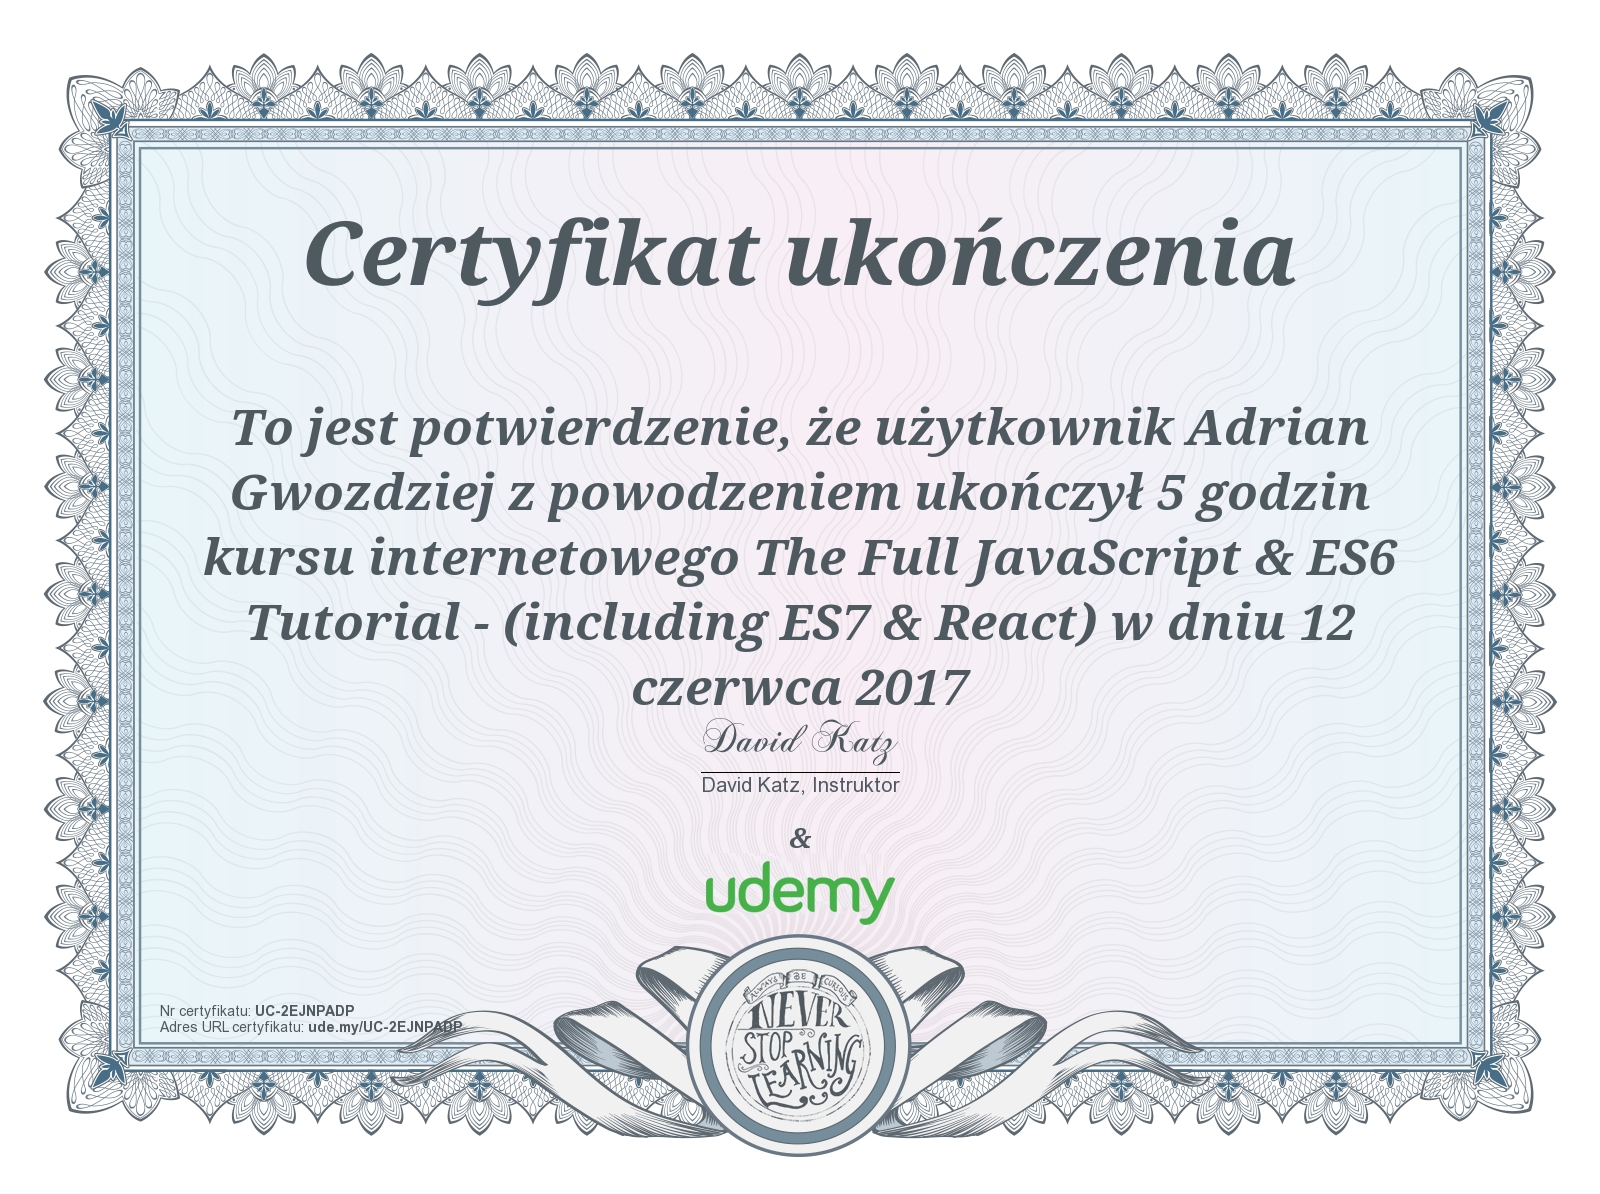 Certyfikat ukończenia
To jest potwierdzenie, że użytkownik Adrian
Gwozdziej z powodzeniem ukończył 5 godzin
kursu internetowego The Full JavaScript & ES6
Tutorial - (including ES7 & React) w dniu 12
czerwca 2017
David Katz
David Katz, Instruktor
&
udemy
Nr certyfikatu: UC-2EJNPADP
Adres URL certyfikatu: ude.my/UC-2EJNPADP
ALWAYS BE CURIOUS
NEVER
STOP
LEARNING